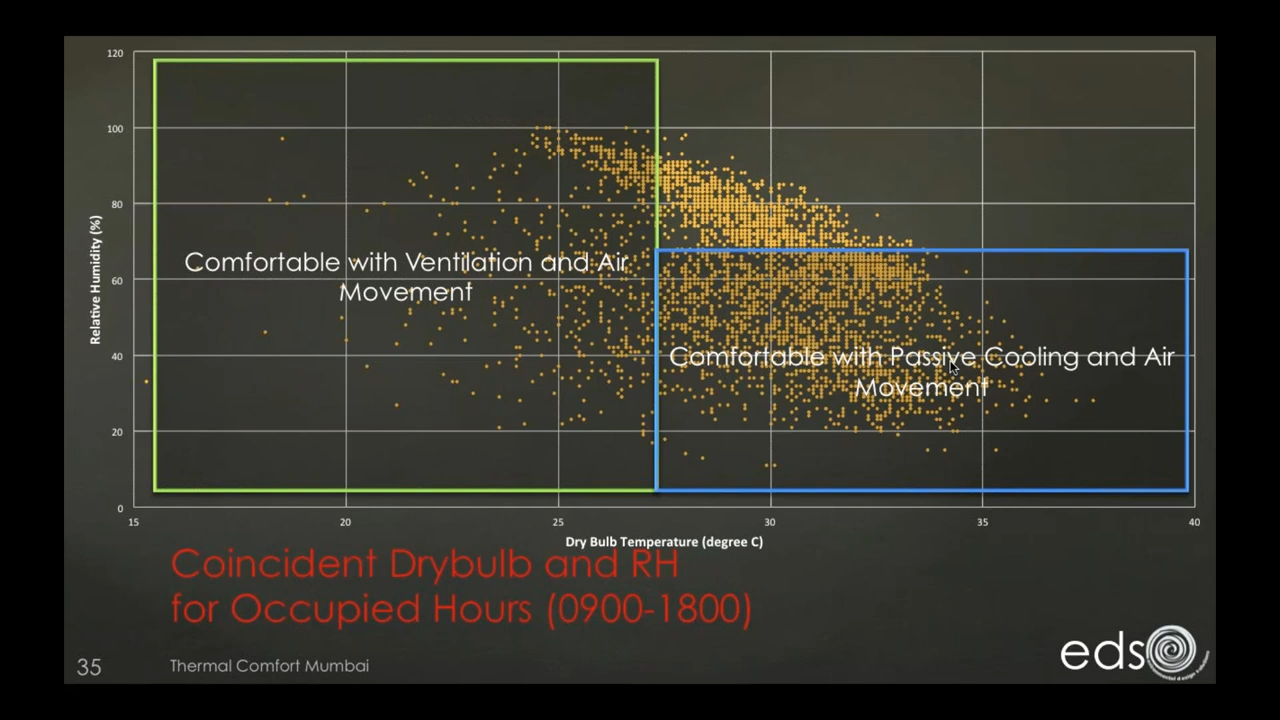 120
100
80
60
40
20
0
Relative Humidity (%)
Comfortable with Ventilation and Air
Movement
Comfortable with Passive Cooling and Air
Movement
15 20 25 30 35 40
Dry Bulb Temperature (degree C)
Coincident Drybulb and RH
for Occupied Hours (0900-1800)
35 Thermal Comfort Mumbai
eds